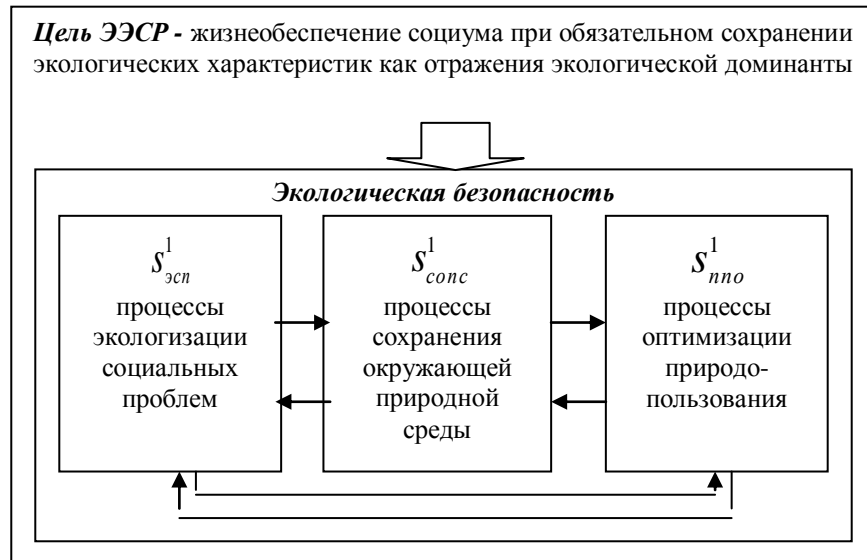 Цель ЭЭСР - жизнеобеспечение социума при обязательном сохранении
экологических характеристик как отражения экологической доминанты
Экологическая безопасность
S¹эсп
процессы
экологизации
социальных
проблем
S¹сопс
процессы
сохранения
окружающей
природной
среды
S¹ппо
процессы
оптимизации
природо-
пользования